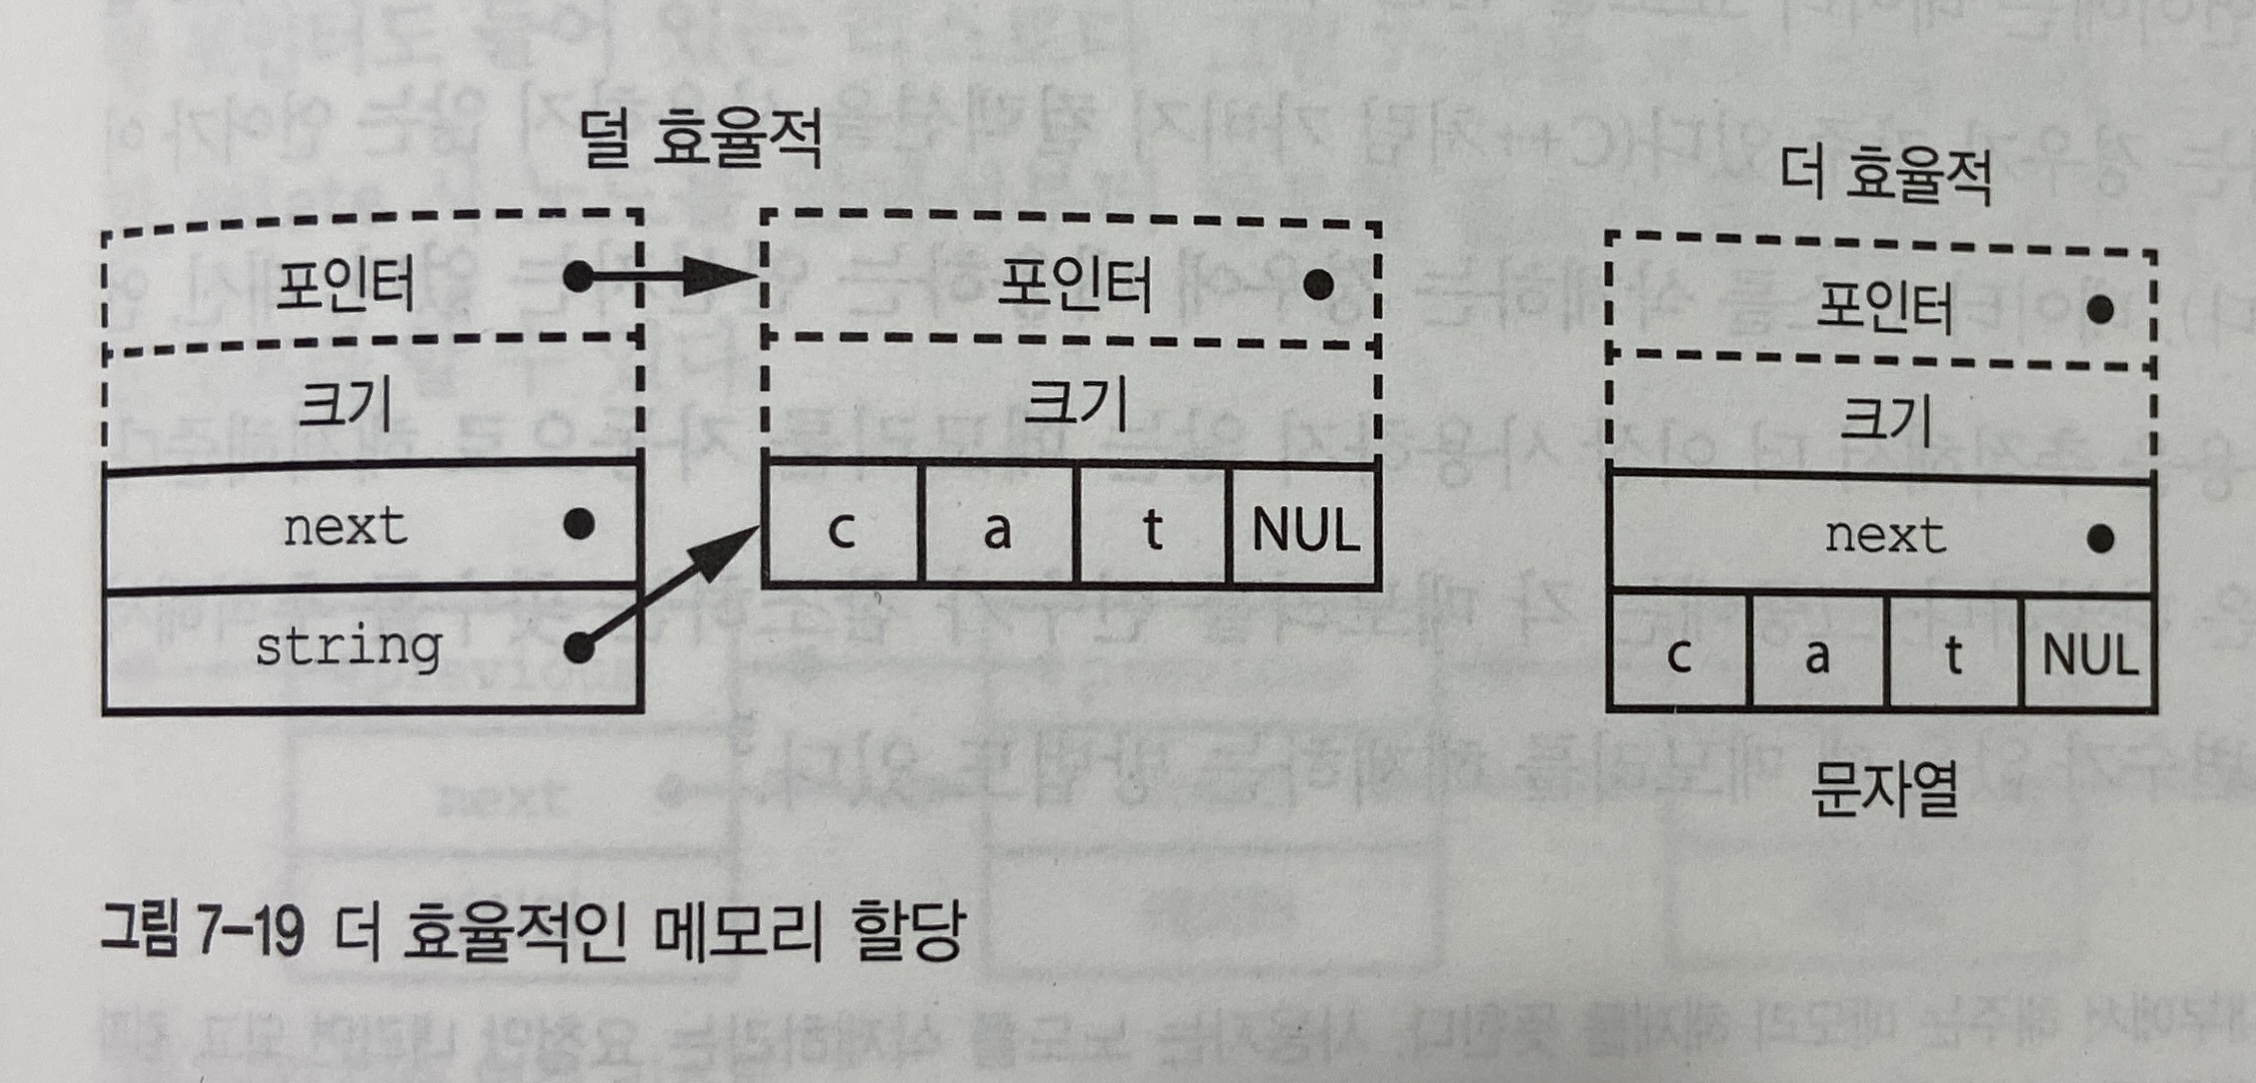 덜 효율적
더 효율적
포인터
포인터
포인터
크기
크기
크기
next
c a t NUL
next
string
c a t NUL
문자열
그림 7-19 더 효율적인 메모리 할당